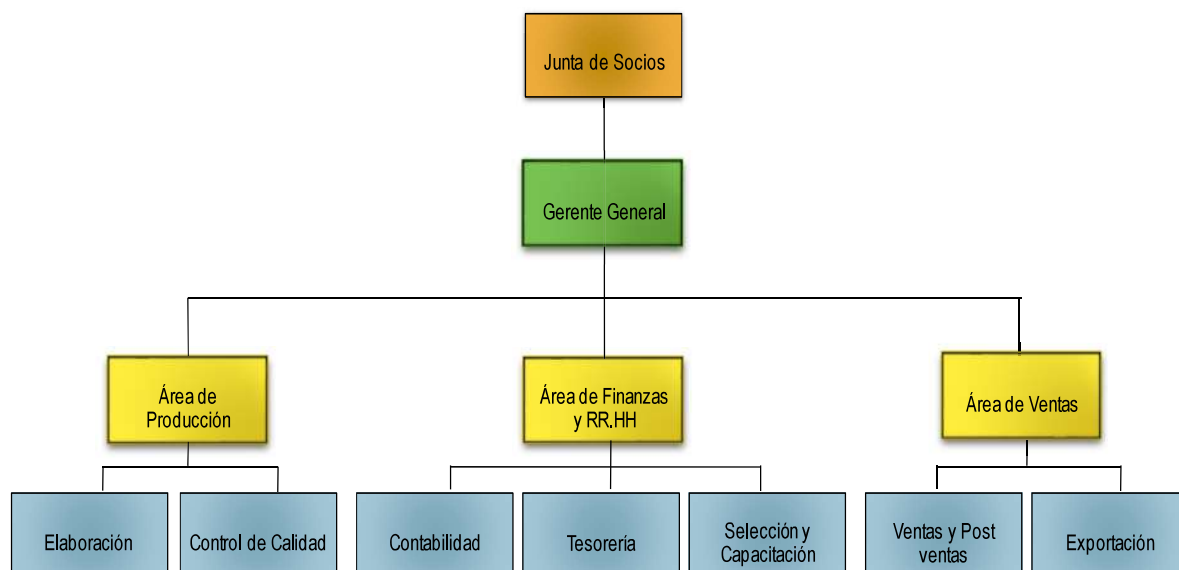 Junta de Socios
Gerente General
Área de
Producción
Área de Finanzas
y RR.HH
Área de Ventas
Elaboración
Control de Calidad
Contabilidad
Tesorería
Selección y
Capacitación
Ventas y Post
ventas
Exportación